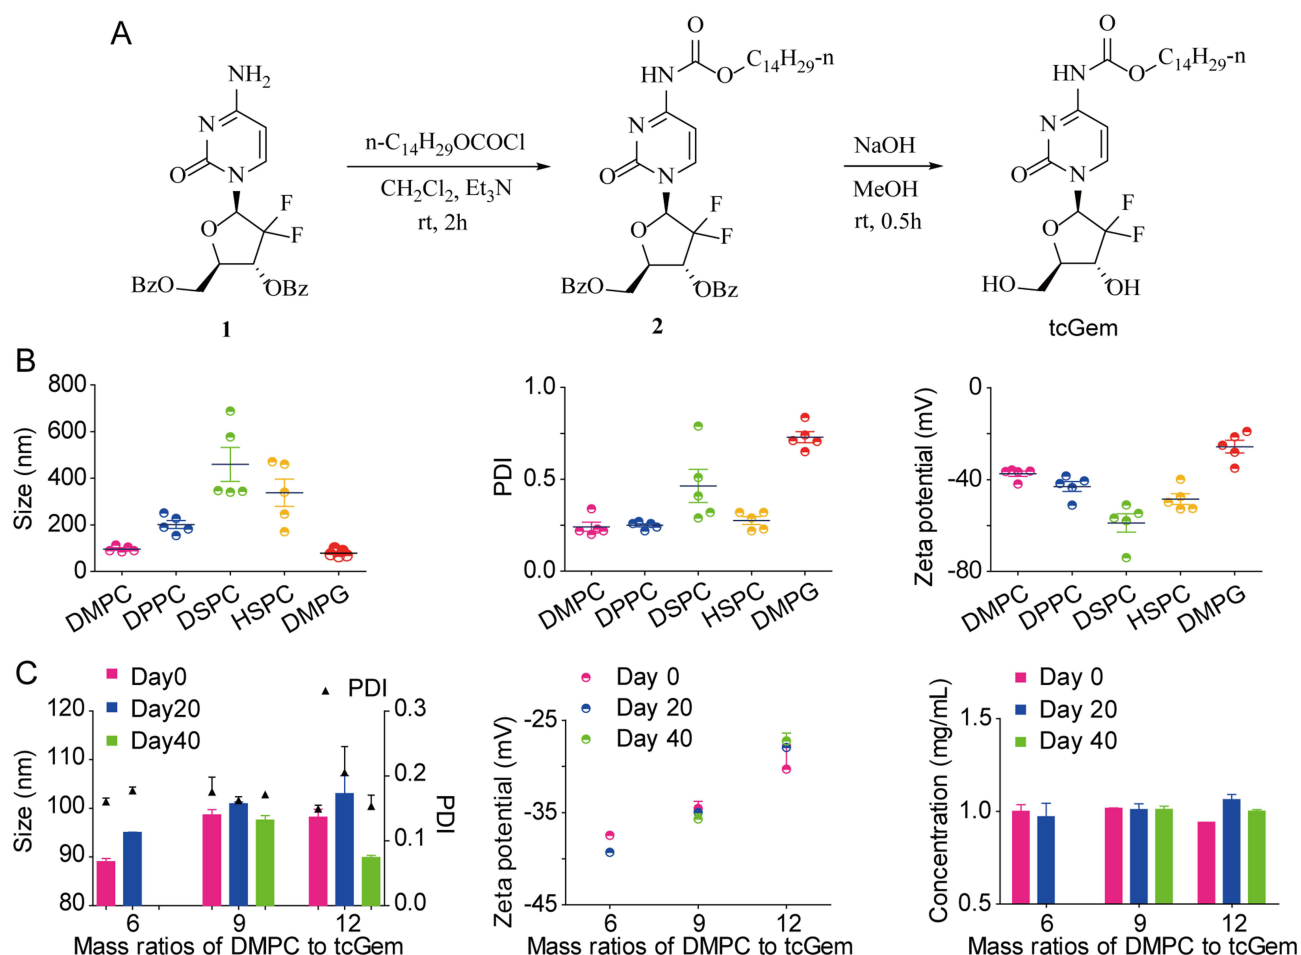 A
NH₂
N
O
N
O
F
F
BzO
OBz
1
n-C₁₄H₂₉OCOCl
CH₂Cl₂, Et₃N
rt, 2h
O
HN
O
C₁₄H₂₉-n
N
O
N
O
F
F
BzO
OBz
2
NaOH
MeOH
rt, 0.5h
O
HN
O
C₁₄H₂₉-n
N
O
N
O
F
F
HO
OH
tcGem
B
Size (nm)
800
600
400
200
0
DMPC
DPPC
DSPC
HSPC
DMPG
PDI
1.0
0.5
0.0
DMPC
DPPC
DSPC
HSPC
DMPG
Zeta potential (mV)
0
-40
-80
DMPC
DPPC
DSPC
HSPC
DMPG
C
Day0
Day20
Day40
PDI
Size (nm)
120
110
100
90
80
0.3
0.2
0.1
0.0
PDI
6 9 12
Mass ratios of DMPC to tcGem
Day 0
Day 20
Day 40
Zeta potential (mV)
-25
-35
-45
6 9 12
Mass ratios of DMPC to tcGem
Day 0
Day 20
Day 40
Concentration (mg/mL)
1.5
1.0
0.5
6 9 12
Mass ratios of DMPC to tcGem